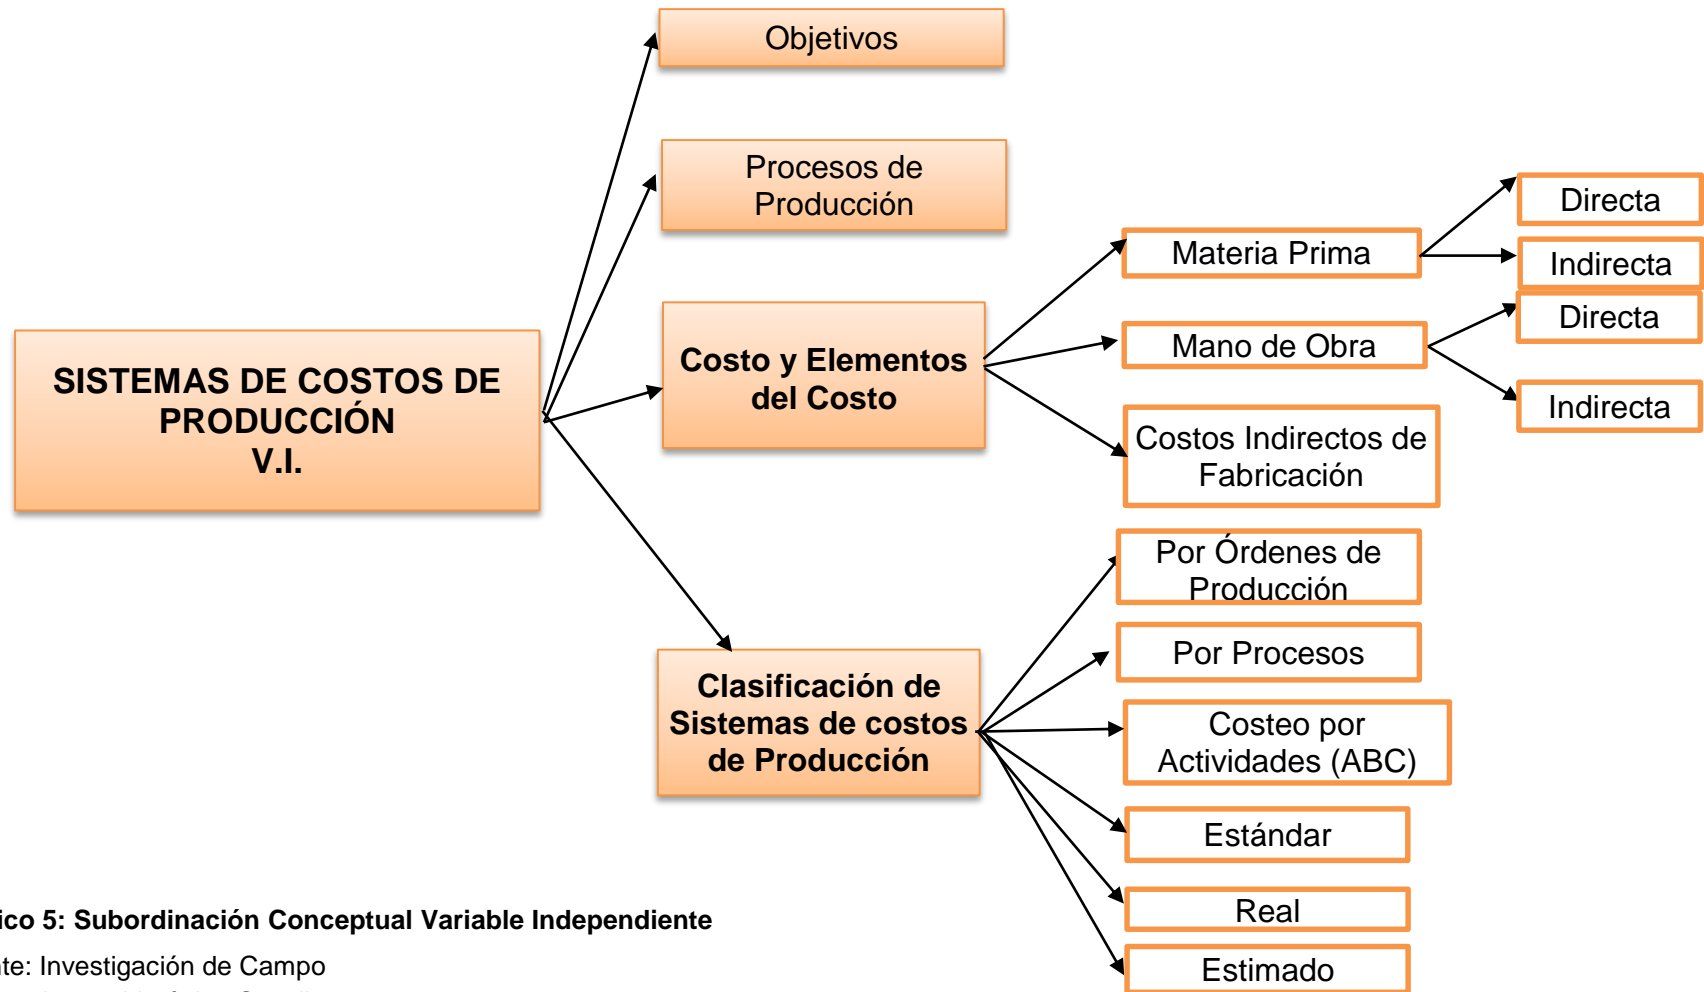 Objetivos
Procesos de
Producción
SISTEMAS DE COSTOS DE
PRODUCCIÓN
V.I.
Costo y Elementos
del Costo
Materia Prima
Directa
Indirecta
Mano de Obra
Directa
Indirecta
Costos Indirectos de
Fabricación
Clasificación de
Sistemas de costos
de Producción
Por Órdenes de
Producción
Por Procesos
Costeo por
Actividades (ABC)
Estándar
Real
Estimado
ico 5: Subordinación Conceptual Variable Independiente
nte: Investigación de Campo